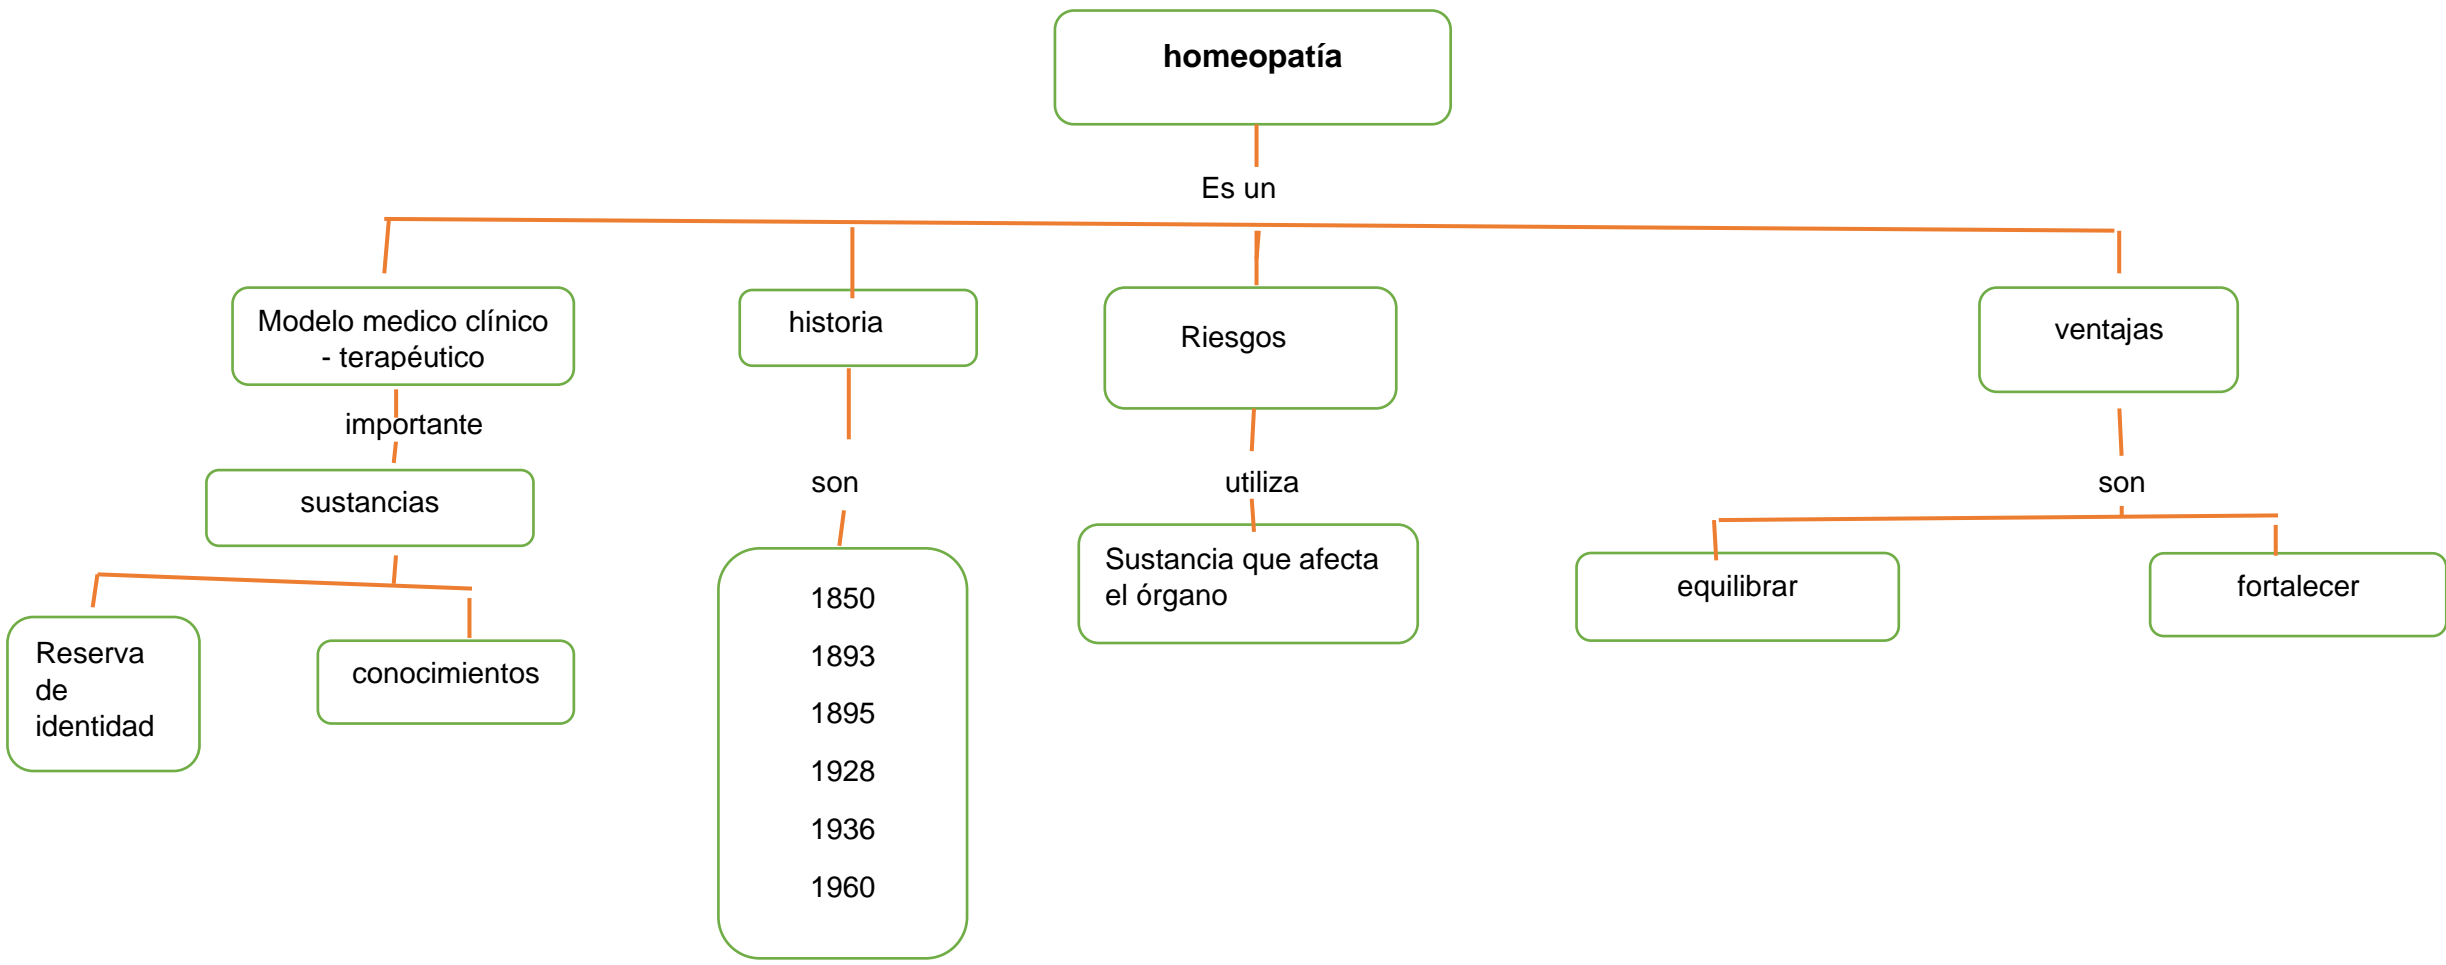 homeopatía
Es un
Modelo medico clínico
- terapéutico
importante
sustancias
Reserva
de
identidad
conocimientos
historia
son
1850
1893
1895
1928
1936
1960
Riesgos
utiliza
Sustancia que afecta
el órgano
ventajas
son
equilibrar
fortalecer